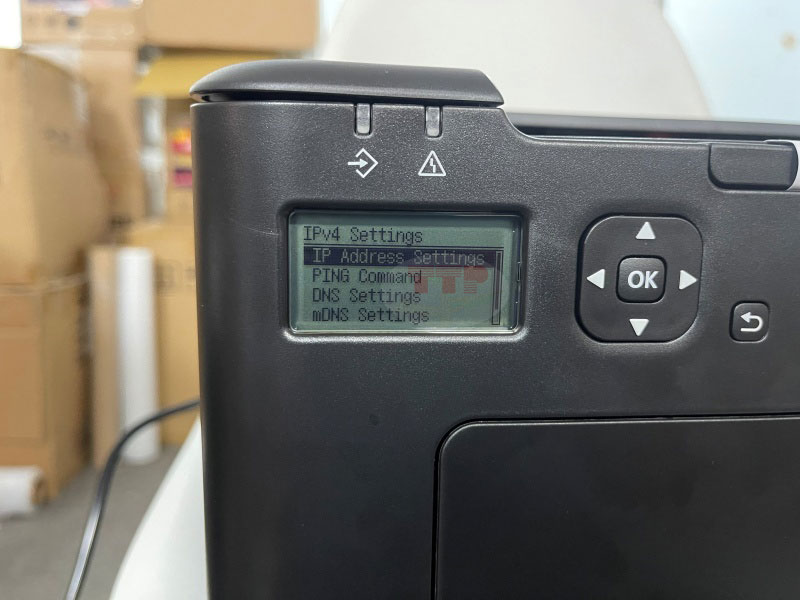 IPv4 Settings
IP Address Settings
PING Command
DNS Settings
mDNS Settings
OK